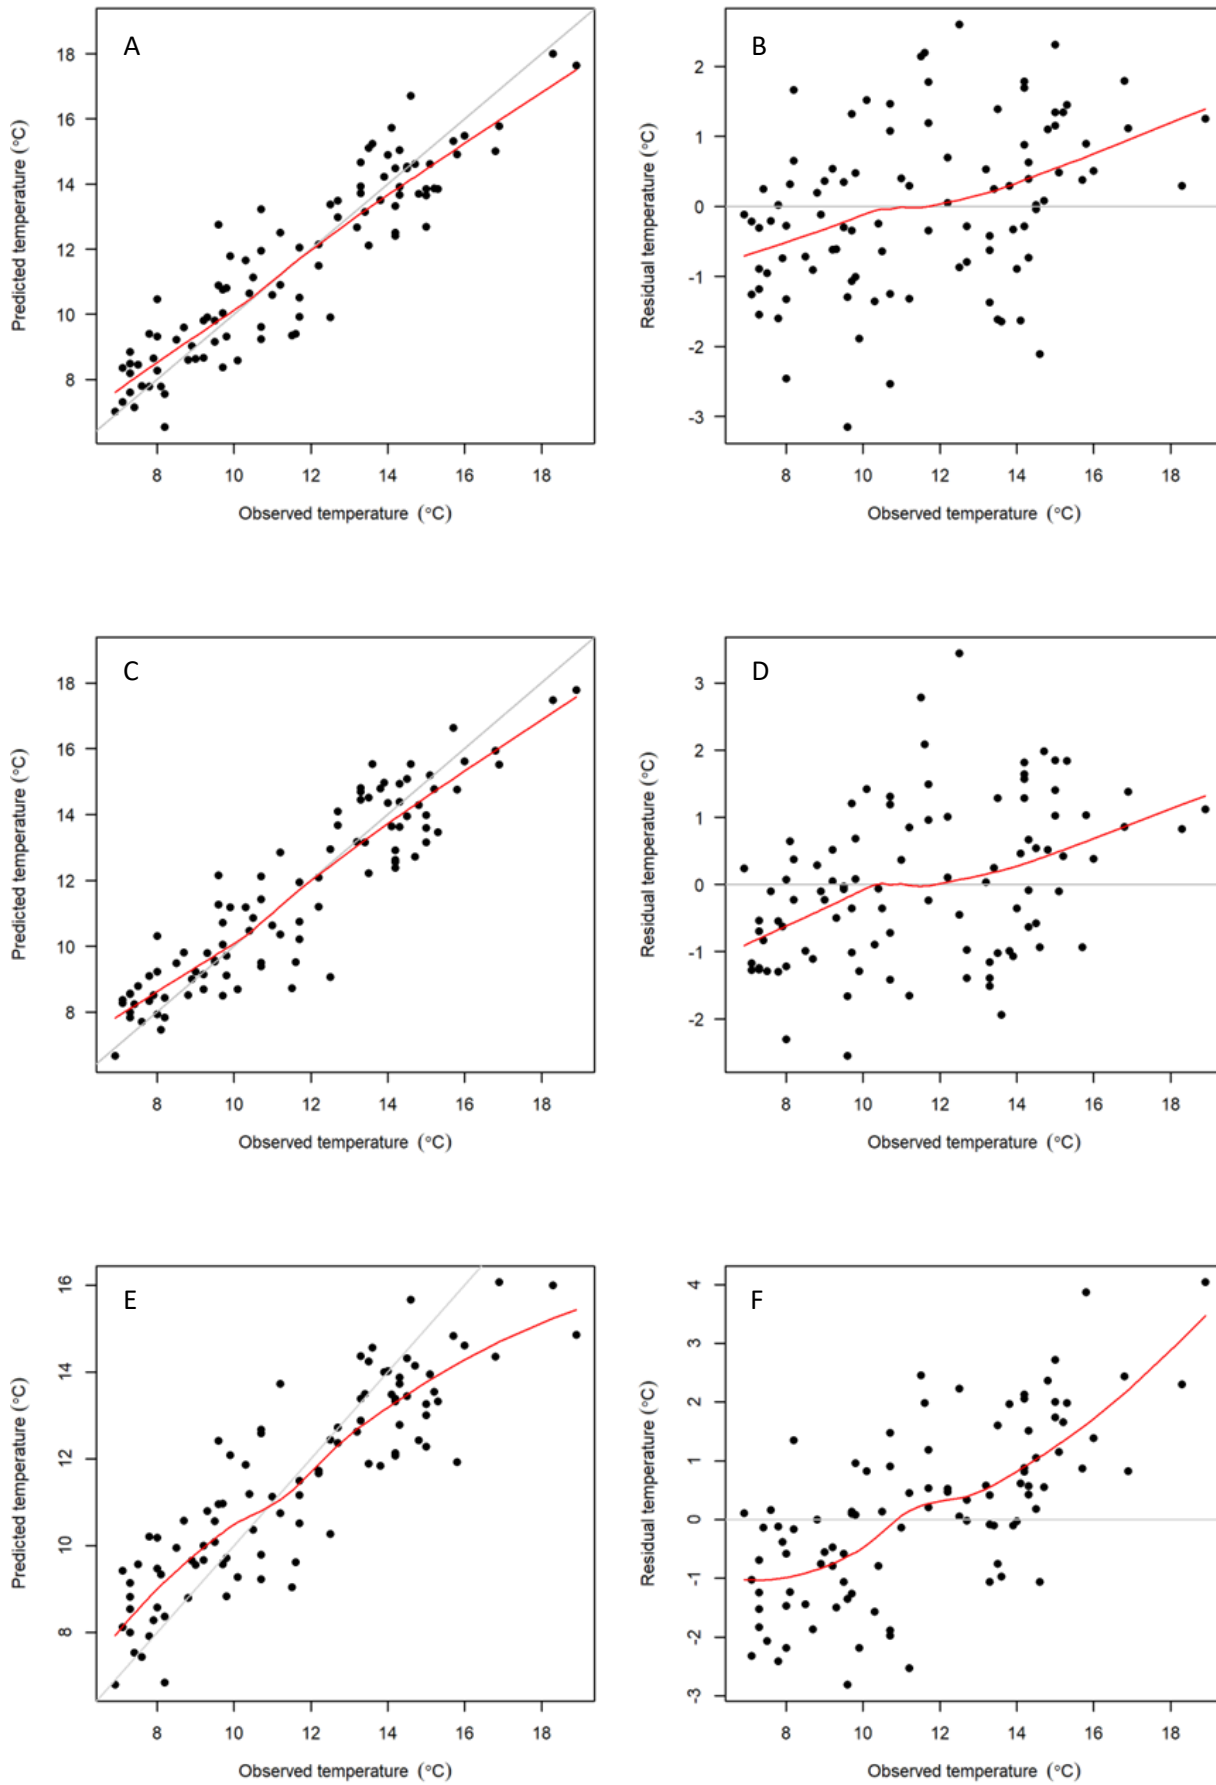 A
Predicted temperature (°C)
18
16
14
12
10
8
8 10 12 14 16 18
Observed temperature (°C)
B
Residual temperature (°C)
2
1
0
-1
-2
-3
8 10 12 14 16 18
Observed temperature (°C)
C
Predicted temperature (°C)
18
16
14
12
10
8
8 10 12 14 16 18
Observed temperature (°C)
D
Residual temperature (°C)
3
2
1
0
-1
-2
8 10 12 14 16 18
Observed temperature (°C)
E
Predicted temperature (°C)
16
14
12
10
8
8 10 12 14 16 18
Observed temperature (°C)
F
Residual temperature (°C)
4
3
2
1
0
-1
-2
-3
8 10 12 14 16 18
Observed temperature (°C)